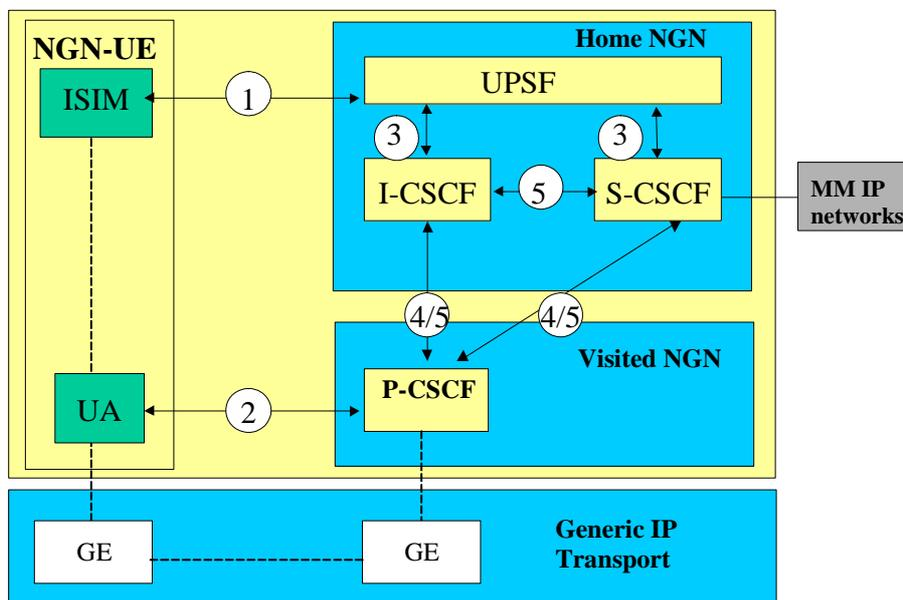 Home NGN
NGN-UE
UPSF
ISIM
1
3
3
I-CSCF
5
S-CSCF
MM IP
networks
4/5
4/5
Visited NGN
P-CSCF
UA
2
Generic IP
Transport
GE
GE